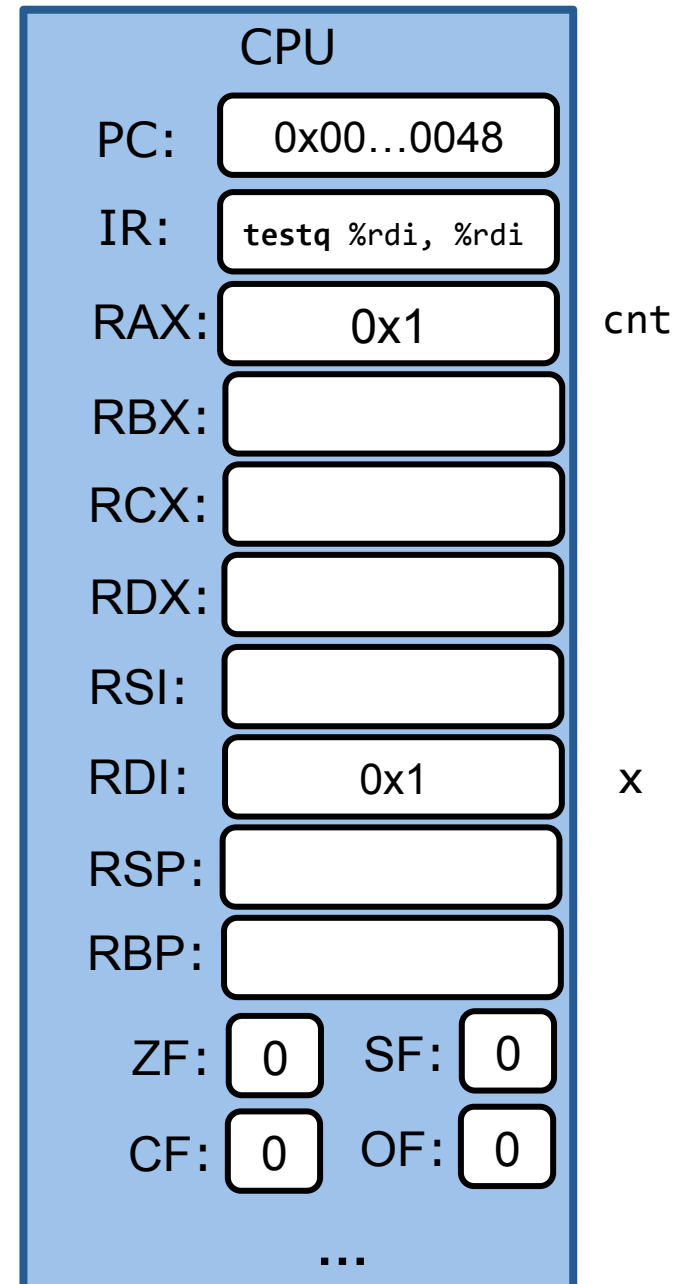 CPU
PC: 0x00…0048
IR: testq %rdi, %rdi
RAX: 0x1 cnt
RBX:
RCX:
RDX:
RSI:
RDI: 0x1 x
RSP:
RBP:
ZF: 0 SF: 0
CF: 0 OF: 0
…